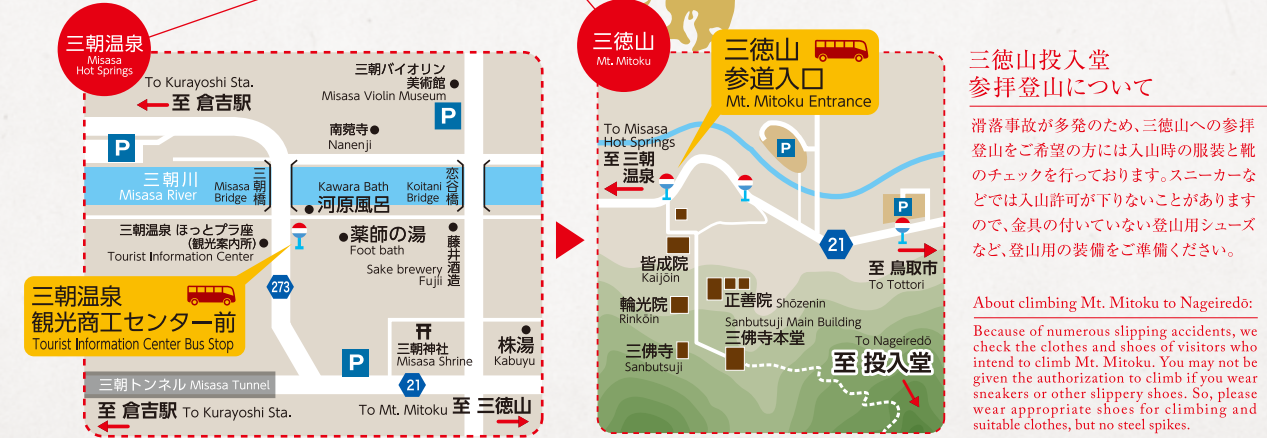 三朝温泉
Misasa
Hot Springs
To Kurayoshi Sta.
至 倉吉駅
三朝バイオリン
美術館
Misasa Violin Museum
P
南苑寺
Nanenji
P
三朝川
Misasa River
三朝橋
Misasa
Bridge
Kawara Bath
河原風呂
恋谷橋
Koitani
Bridge
三朝温泉 ほっとプラ座
(観光案内所)
Tourist Information Center
薬師の湯
Foot bath
藤井酒造
Sake brewery
Fujii
273
三朝温泉
観光商工センター前
Tourist Information Center Bus Stop
三朝神社
Misasa Shrine
株湯
Kabuyu
P
21
三朝トンネル Misasa Tunnel
至 倉吉駅 To Kurayoshi Sta.
To Mt. Mitoku 至 三徳山
三徳山
Mt. Mitoku
三徳山
参道入口
Mt. Mitoku Entrance
To Misasa
Hot Springs
至 三朝
温泉
P
P
21
至 鳥取市
To Tottori
皆成院
Kaijōin
輪光院
Rinkōin
正善院 Shōzenin
Sanbutsuji Main Building
三佛寺本堂
三佛寺
Sanbutsuji
To Nageiredō
至 投入堂
三徳山投入堂
参拝登山について
滑落事故が多発のため、三徳山への参拝
登山をご希望の方には入山時の服装と靴
のチェックを行っております。スニーカーな
どでは入山許可が下りないことがあります
ので、金具の付いていない登山用シューズ
など、登山用の装備をご準備ください。
About climbing Mt. Mitoku to Nageiredō:
Because of numerous slipping accidents, we
check the clothes and shoes of visitors who
intend to climb Mt. Mitoku. You may not be
given the authorization to climb if you wear
sneakers or other slippery shoes. So, please
wear appropriate shoes for climbing and
suitable clothes, but no steel spikes.